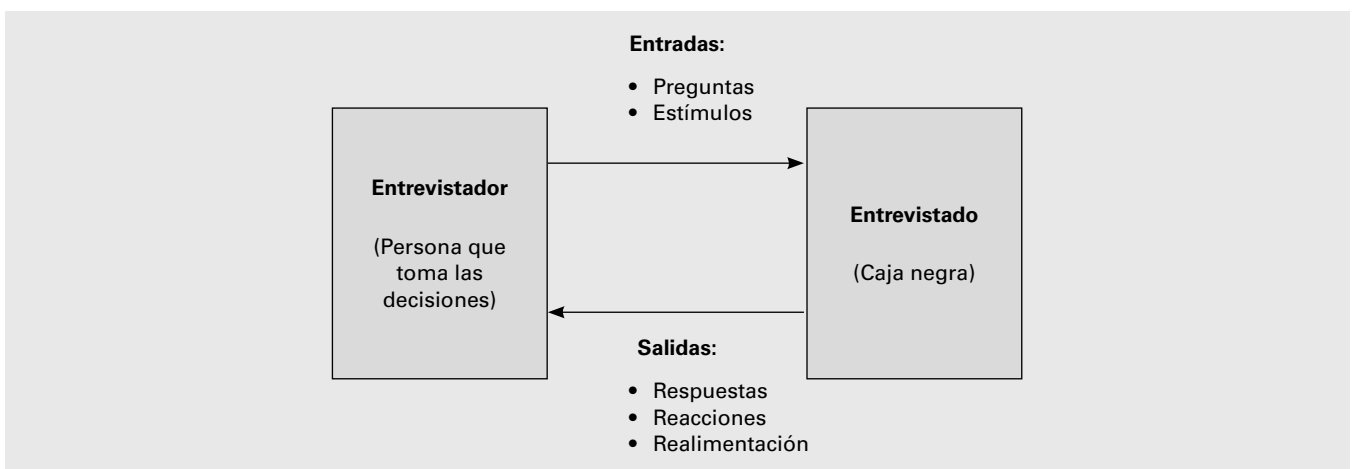 Entradas:
• Preguntas
• Estímulos
Entrevistador
(Persona que
toma las
decisiones)
Entrevistado
(Caja negra)
Salidas:
• Respuestas
• Reacciones
• Realimentación